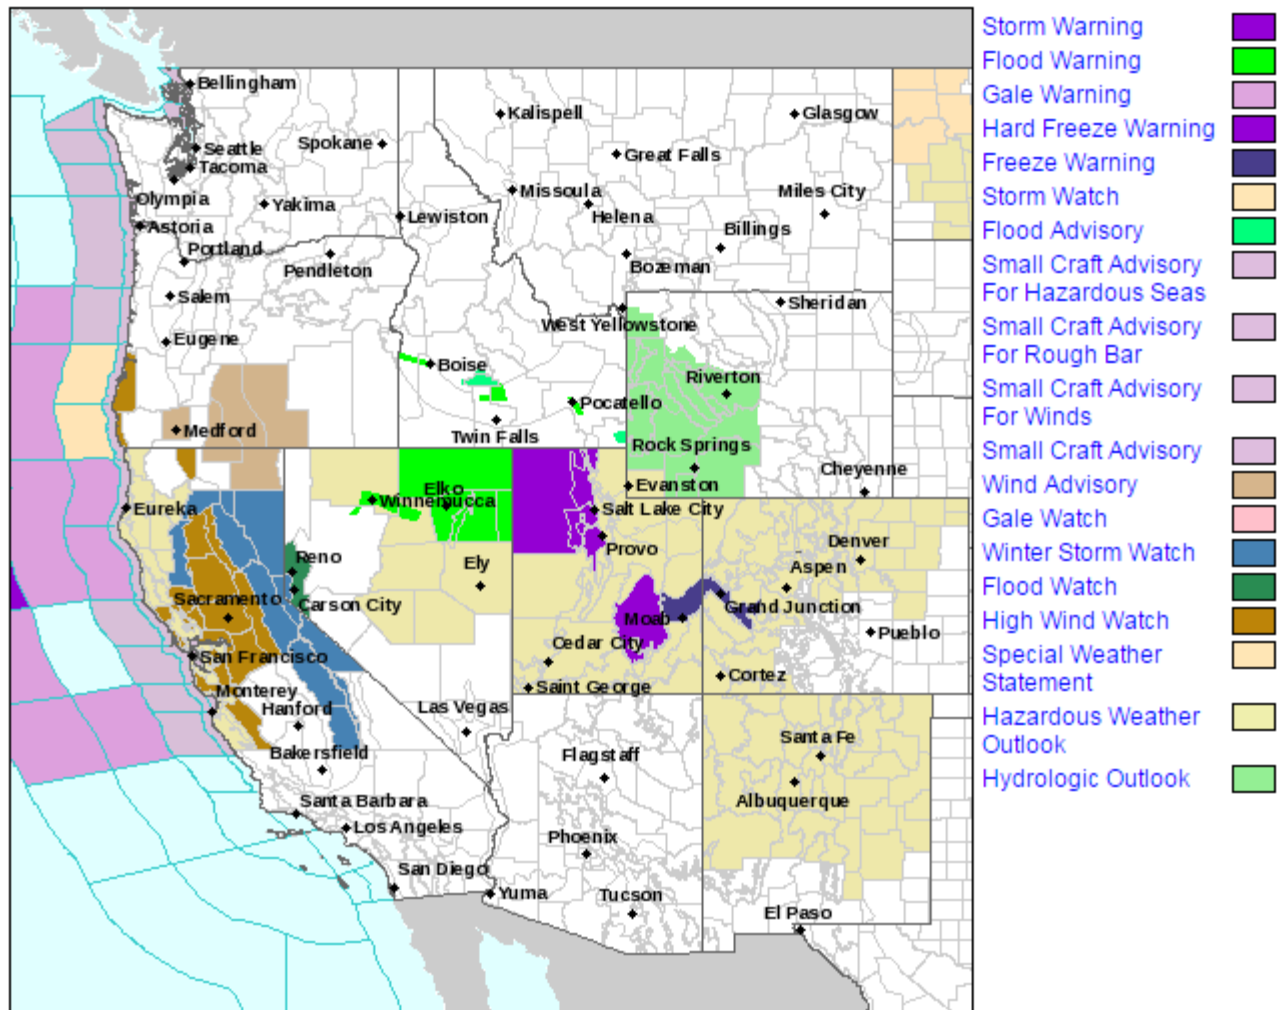 Storm Warning
Flood Warning
Gale Warning
Hard Freeze Warning
Freeze Warning
Storm Watch
Flood Advisory
Small Craft Advisory
For Hazardous Seas
Small Craft Advisory
For Rough Bar
Small Craft Advisory
For Winds
Small Craft Advisory
Wind Advisory
Gale Watch
Winter Storm Watch
Flood Watch
High Wind Watch
Special Weather
Statement
Hazardous Weather
Outlook
Hydrologic Outlook
Bellingham
Kalispell
Glasgow
Seattle
Spokane
Great Falls
Tacoma
Missoula
Miles City
Olympia
Yakima
Helena
Lewiston
Astoria
Billings
Portland
Pendleton
Bozeman
Salem
Sheridan
West Yellowstone
Eugene
Boise
Riverton
Pocatello
Medford
Twin Falls
Rock Springs
Cheyenne
Elko
Evanston
Winnemucca
Eureka
Salt Lake City
Denver
Provo
Reno
Ely
Aspen
Sacramento
Carson City
Grand Junction
Moab
Pueblo
Cedar City
San Francisco
Cortez
Saint George
Monterey
Hanford
Las Vegas
Santa Fe
Bakersfield
Flagstaff
Santa Barbara
Albuquerque
Los Angeles
Phoenix
San Diego
Yuma
Tucson
El Paso